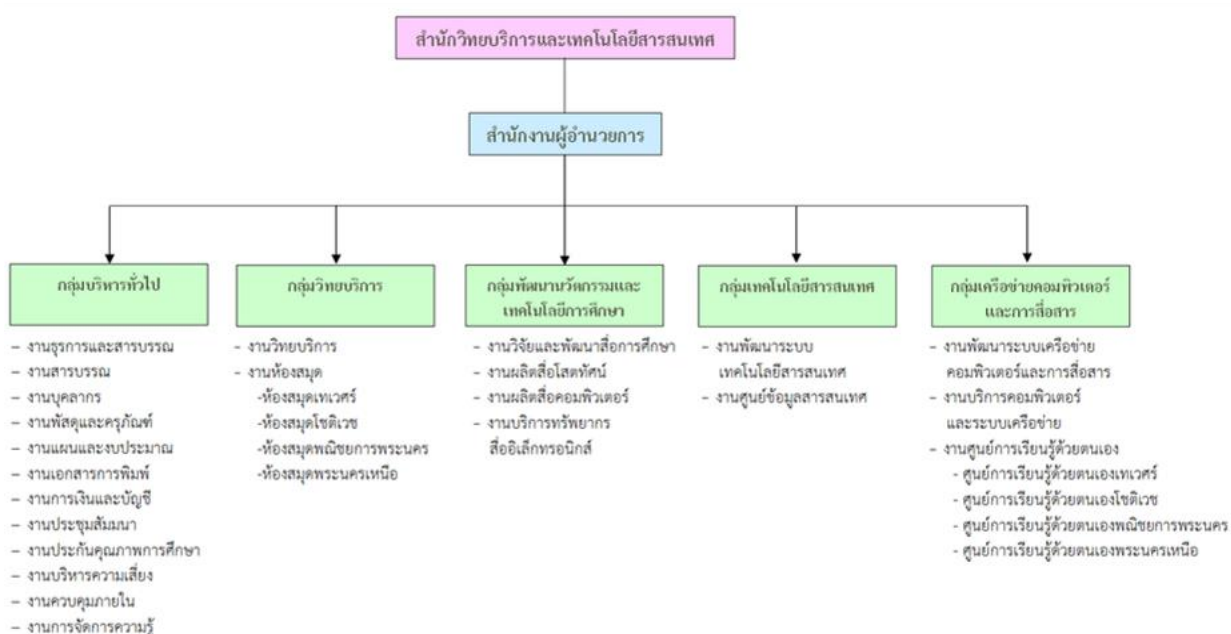 สำนักวิทยบริการและเทคโนโลยีสารสนเทศ
สำนักงานผู้อำนวยการ
กลุ่มบริหารทั่วไป
– งานธุรการและสารบรรณ
– งานสารบรรณ
– งานบุคลากร
– งานพัสดุและครุภัณฑ์
– งานแผนและงบประมาณ
– งานเอกสารการพิมพ์
– งานการเงินและบัญชี
– งานประชุมสัมมนา
– งานประกันคุณภาพการศึกษา
– งานบริหารความเสี่ยง
– งานควบคุมภายใน
– งานการจัดการความรู้
กลุ่มวิทยบริการ
– งานวิทยบริการ
– งานห้องสมุด
-ห้องสมุดเทเวศร์
-ห้องสมุดโชติเวช
-ห้องสมุดพณิชยการพระนคร
-ห้องสมุดพระนครเหนือ
กลุ่มพัฒนานวัตกรรมและ
เทคโนโลยีการศึกษา
– งานวิจัยและพัฒนาสื่อการศึกษา
– งานผลิตสื่อโสตทัศน์
– งานผลิตสื่อคอมพิวเตอร์
– งานบริการทรัพยากร
สื่ออิเล็กทรอนิกส์
กลุ่มเทคโนโลยีสารสนเทศ
– งานพัฒนาระบบ
เทคโนโลยีสารสนเทศ
– งานศูนย์ข้อมูลสารสนเทศ
กลุ่มเครือข่ายคอมพิวเตอร์
และการสื่อสาร
– งานพัฒนาระบบเครือข่าย
คอมพิวเตอร์และการสื่อสาร
– งานบริการคอมพิวเตอร์
และระบบเครือข่าย
– งานศูนย์การเรียนรู้ด้วยตนเอง
- ศูนย์การเรียนรู้ด้วยตนเองเทเวศร์
- ศูนย์การเรียนรู้ด้วยตนเองโชติเวช
- ศูนย์การเรียนรู้ด้วยตนเองพณิชยการพระนคร
- ศูนย์การเรียนรู้ด้วยตนเองพระนครเหนือ